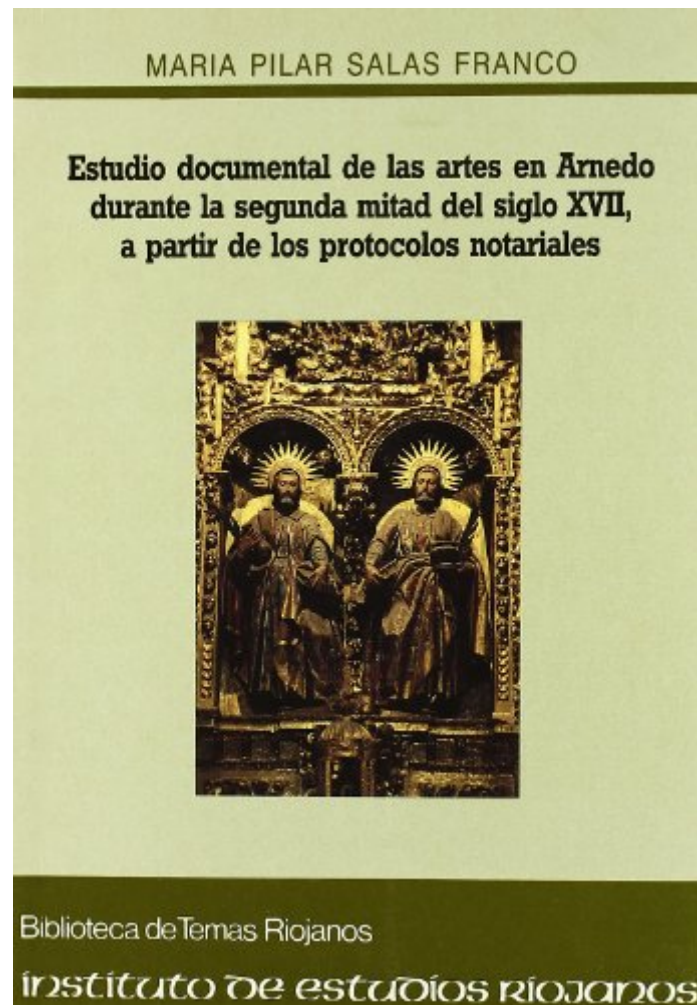 MARIA PILAR SALAS FRANCO
Estudio documental de las artes en Arnedo
durante la segunda mitad del siglo XVII,
a partir de los protocolos notariales
Biblioteca de Temas Riojanos
instituto de estudios riojanos